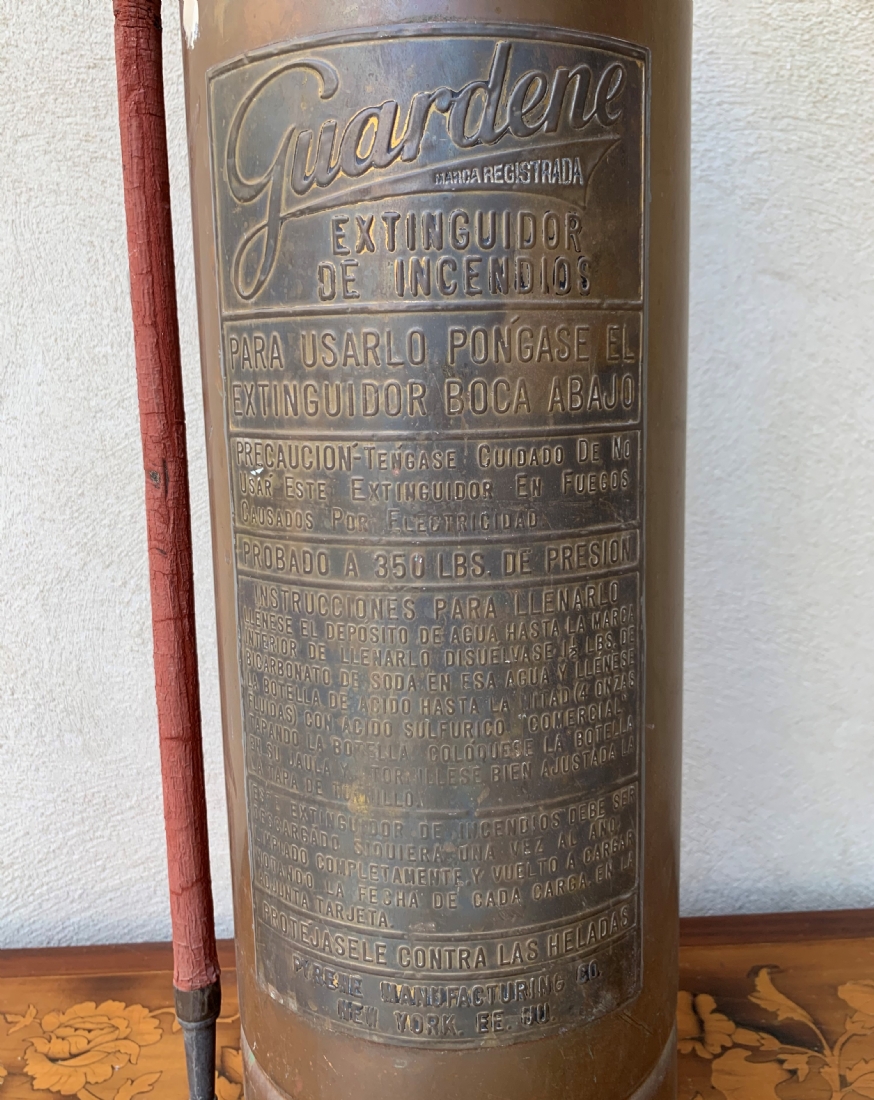 Guardene
MARCA REGISTRADA
EXTINGUIDOR
DE INCENDIOS
PARA USARLO PONGASE EL
EXTINGUIDOR BOCA ABAJO
PRECAUCION-TENGASE CUIDADO DE NO
USAR ESTE EXTINGUIDOR EN FUEGOS
CAUSADOS POR ELECTRICIDAD
PROBADO A 350 LBS. DE PRESION
INSTRUCCIONES PARA LLENARLO
LLENESE EL DEPOSITO DE AGUA HASTA LA MARCA
INTERIOR DE LLENARLO DISUELVASE 1½ LBS. DE
BICARBONATO DE SODA EN ESA AGUA Y LLENESE
LA BOTELLA DE ACIDO HASTA LA MITAD (4 ONZAS
FLUIDAS) CON ACIDO SULFURICO "COMERCIAL",
TAPANDO LA BOTELLA COLOQUESE LA BOTELLA
EN SU JAULA Y TORNILLESE BIEN AJUSTADA LA
LA TAPA DE TORNILLO.
ESTE EXTINGUIDOR DE INCENDIOS DEBE SER
DESCARGADO SIQUIERA UNA VEZ AL AÑO
LIMPIADO COMPLETAMENTE, Y VUELTO A CARGAR
NOTANDO LA FECHA DE CADA CARGA EN LA
ADJUNTA TARJETA
PROTEJASELE CONTRA LAS HELADAS
PYRENE MANUFACTURING CO.
NEW YORK. EE. UU.